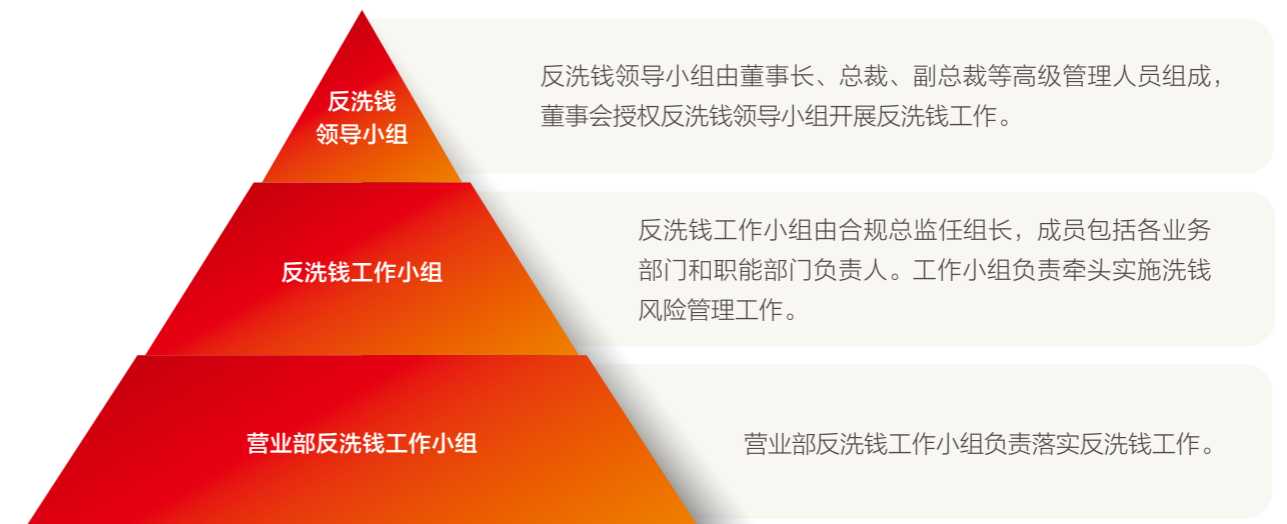 反洗钱
领导小组
反洗钱领导小组由董事长、总裁、副总裁等高级管理人员组成，
董事会授权反洗钱领导小组开展反洗钱工作。
反洗钱工作小组
反洗钱工作小组由合规总监任组长，成员包括各业务
部门和职能部门负责人。工作小组负责牵头实施洗钱
风险管理工作。
营业部反洗钱工作小组
营业部反洗钱工作小组负责落实反洗钱工作。